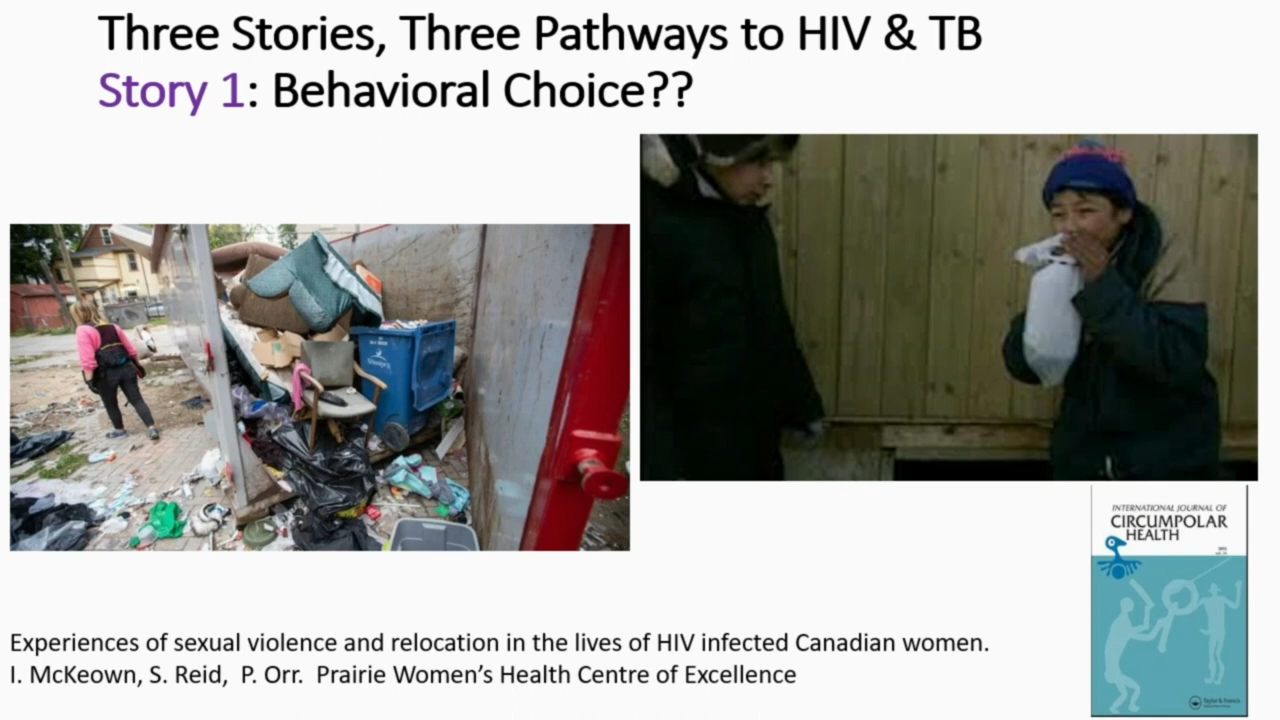 Three Stories, Three Pathways to HIV & TB
Story 1: Behavioral Choice??
INTERNATIONAL JOURNAL OF
CIRCUMPOLAR
HEALTH
Taylor & Francis
Experiences of sexual violence and relocation in the lives of HIV infected Canadian women.
I. McKeown, S. Reid, P. Orr. Prairie Women's Health Centre of Excellence